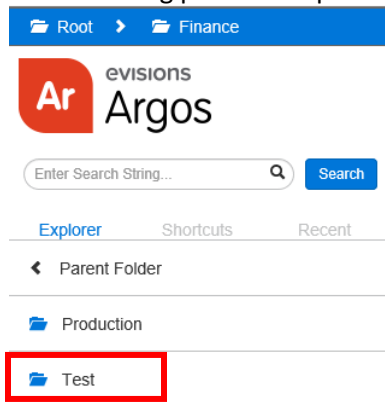 Root Finance
Ar evisions
Argos
Enter Search String... Search
Explorer Shortcuts Recent
Parent Folder
Production
Test